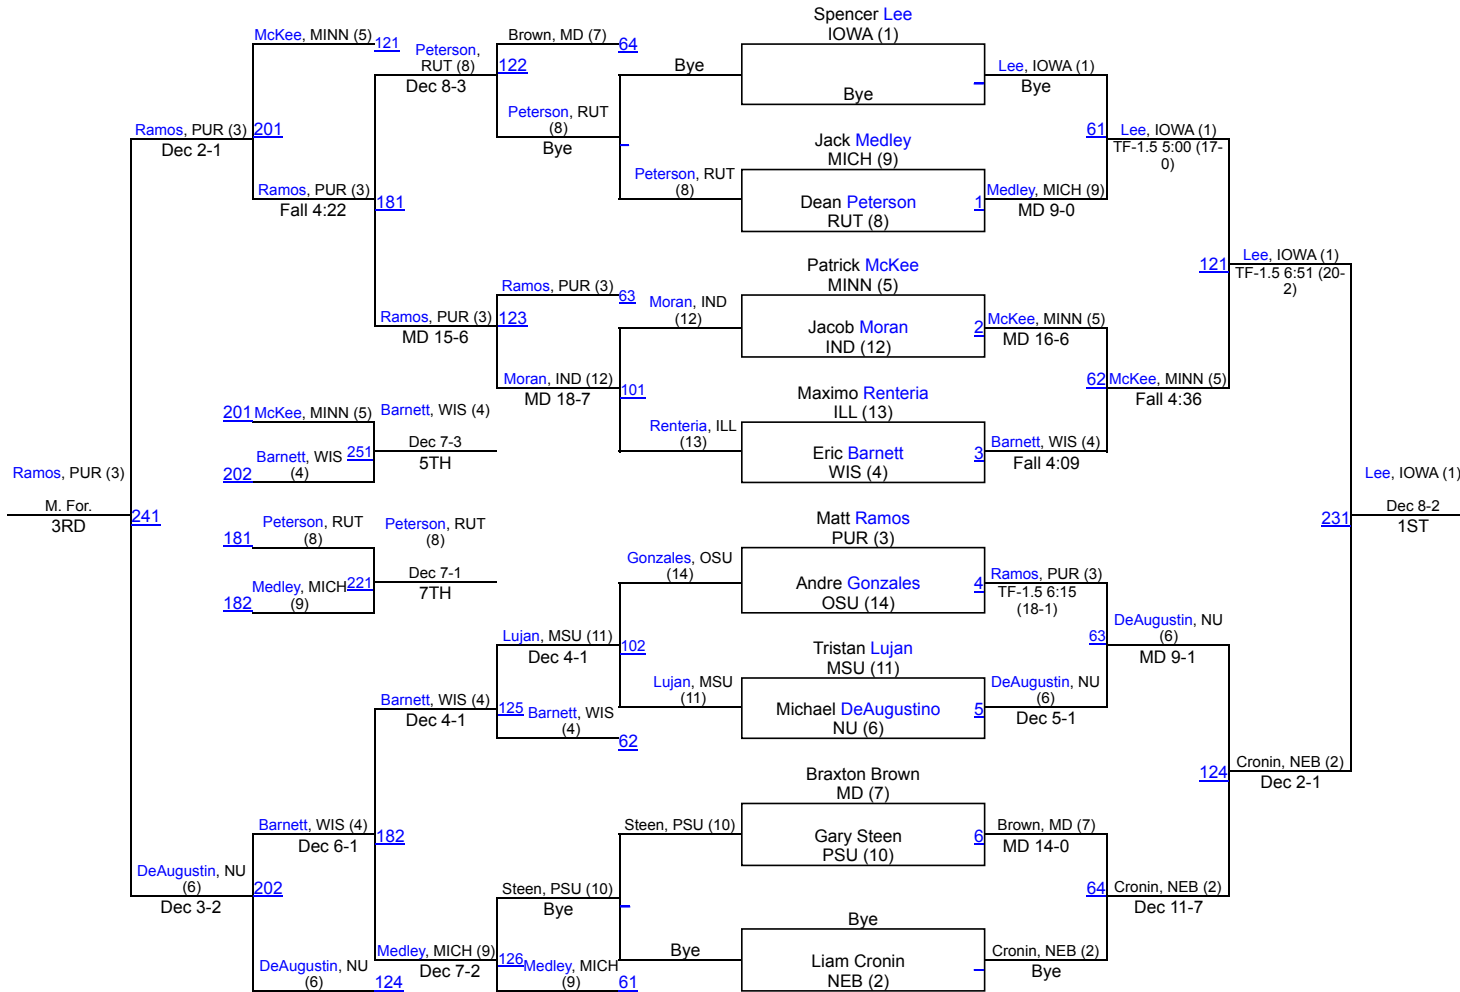 Spencer Lee
IOWA (1)
McKee, MINN (5)
121
Peterson,
RUT (8)
Dec 8-3
Brown, MD (7)
64
122
Bye
Bye
Lee, IOWA (1)
Bye
Peterson, RUT
(8)
Bye
Ramos, PUR (3)
201
Dec 2-1
Jack Medley
MICH (9)
61
Lee, IOWA (1)
TF-1.5 5:00 (17-
0)
Peterson, RUT
(8)
Ramos, PUR (3)
181
Fall 4:22
Dean Peterson
RUT (8)
1
Medley, MICH (9)
MD 9-0
Patrick McKee
MINN (5)
121
Lee, IOWA (1)
TF-1.5 6:51 (20-
2)
Ramos, PUR (3)
63
Moran, IND
(12)
Ramos, PUR (3)
123
MD 15-6
Jacob Moran
IND (12)
2
McKee, MINN (5)
MD 16-6
Moran, IND (12)
101
MD 18-7
Maximo Renteria
ILL (13)
62
McKee, MINN (5)
Fall 4:36
201
McKee, MINN (5)
Barnett, WIS (4)
Renteria, ILL
(13)
Barnett, WIS
(4)
251
Dec 7-3
5TH
202
Eric Barnett
WIS (4)
3
Barnett, WIS (4)
Fall 4:09
Ramos, PUR (3)
M. For.
3RD
241
Lee, IOWA (1)
231
Dec 8-2
1ST
181
Peterson, RUT
(8)
Peterson, RUT
(8)
Matt Ramos
PUR (3)
Gonzales, OSU
(14)
182
Medley, MICH
(9)
221
Dec 7-1
7TH
Andre Gonzales
OSU (14)
4
Ramos, PUR (3)
TF-1.5 6:15
(18-1)
Lujan, MSU (11)
102
Dec 4-1
Tristan Lujan
MSU (11)
63
DeAugustin, NU
(6)
MD 9-1
Lujan, MSU
(11)
Barnett, WIS (4)
125
Dec 4-1
Barnett, WIS
(4)
62
Michael DeAugustino
NU (6)
5
DeAugustin, NU
(6)
Dec 5-1
Braxton Brown
MD (7)
124
Cronin, NEB (2)
Dec 2-1
Barnett, WIS (4)
182
Dec 6-1
Steen, PSU (10)
Gary Steen
PSU (10)
6
Brown, MD (7)
MD 14-0
DeAugustin, NU
(6)
202
Dec 3-2
Steen, PSU (10)
Bye
64
Cronin, NEB (2)
Dec 11-7
Bye
Medley, MICH (9)
126
Dec 7-2
Medley, MICH
(9)
61
Bye
Liam Cronin
NEB (2)
Cronin, NEB (2)
Bye
DeAugustin, NU
(6)
124